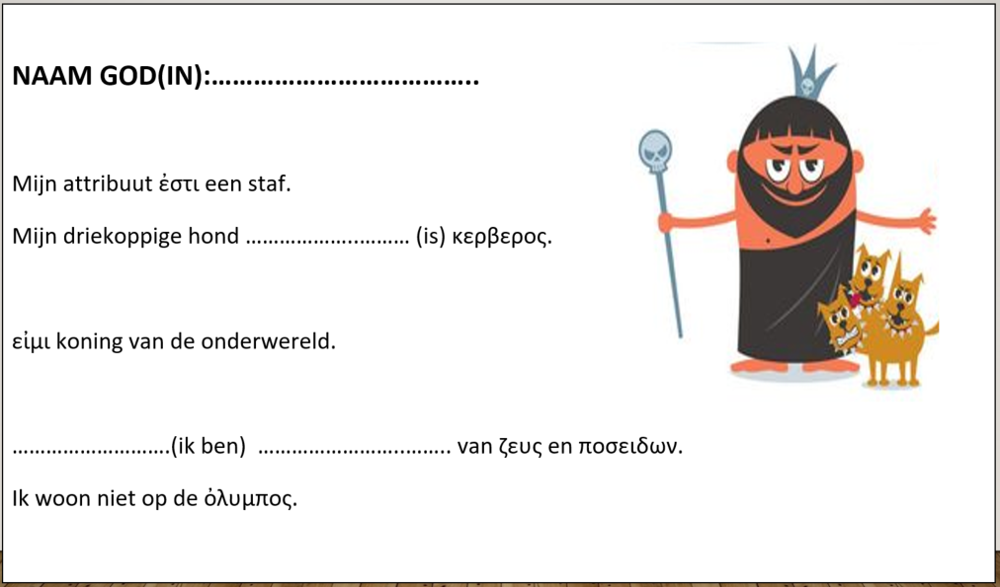 NAAM GOD(IN):………………………………..
Mijn attribuut ἐστι een staf.
Mijn driekoppige hond ……………..……… (is) κερβερος.
εἰμι koning van de onderwereld.
…………………….(ik ben) …………………..…….. van ζευς en ποσειδων.
Ik woon niet op de ὀλυμπος.